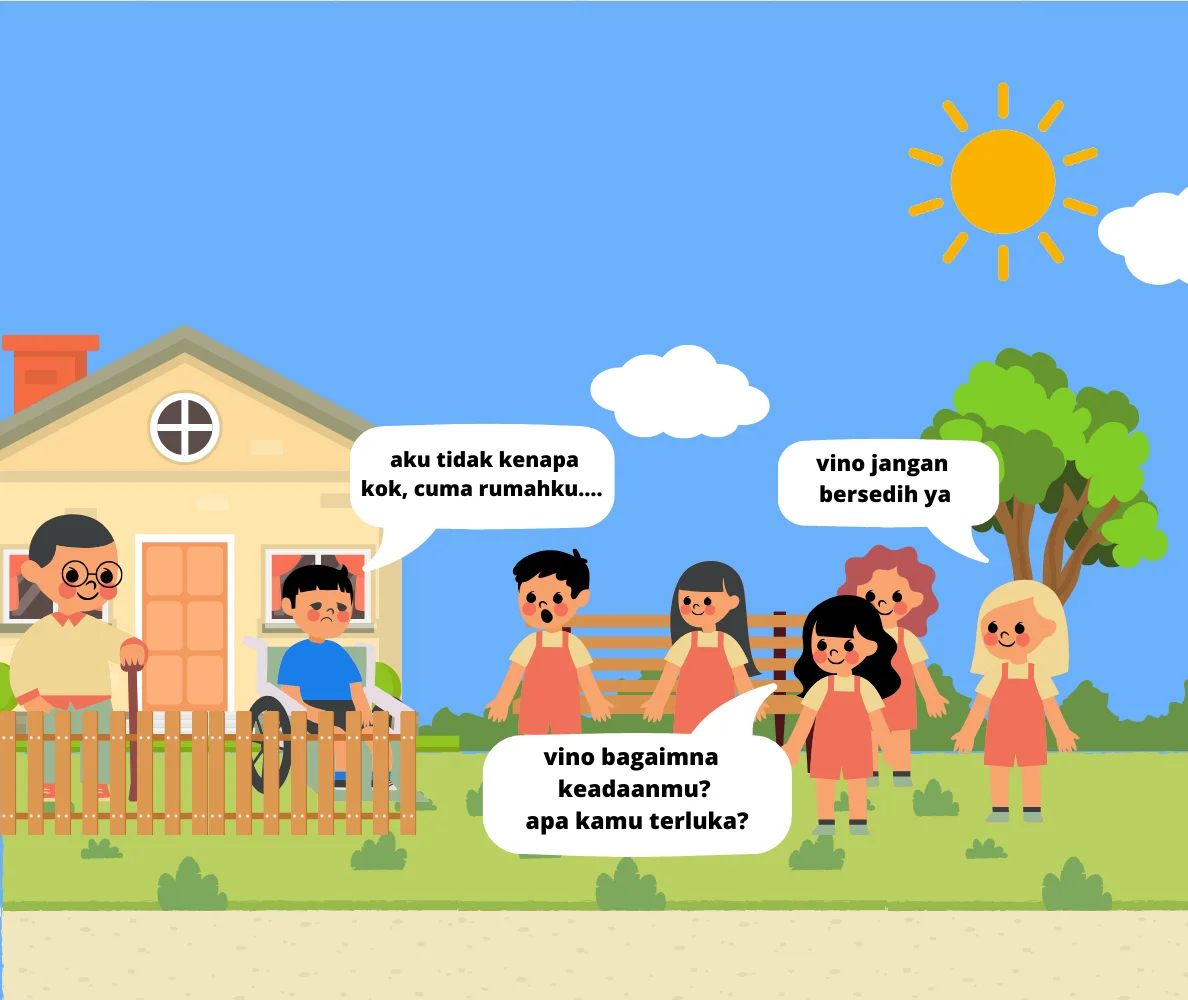 aku tidak kenapa
kok, cuma rumahku....
vino jangan
bersedih ya
vino bagaimna
keadaanmu?
apa kamu terluka?